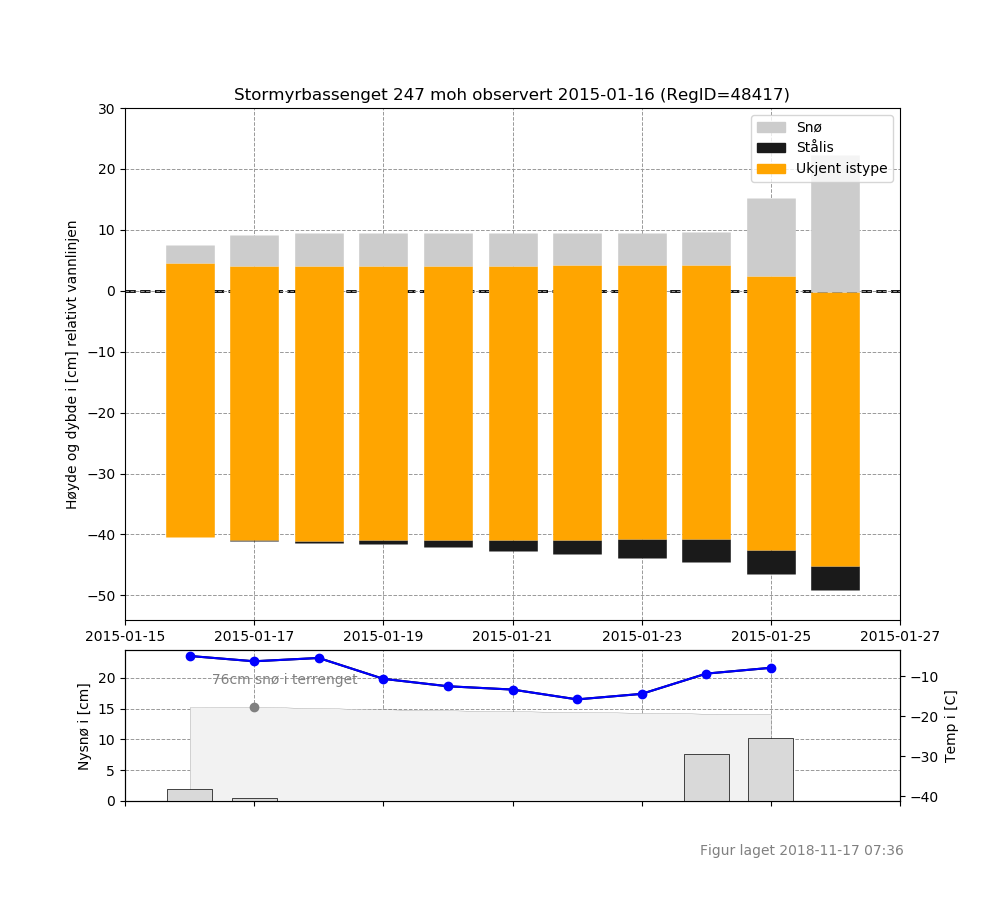 Stormyrbassenget 247 moh observert 2015-01-16 (RegID=48417)
Snø
Stålis
Ukjent istype
Høyde og dybde i [cm] relativt vannlinjen
30
20
10
0
−10
−20
−30
−40
−50
2015-01-15 2015-01-17 2015-01-19 2015-01-21 2015-01-23 2015-01-25 2015-01-27
76cm snø i terrenget
Nysnø i [cm]
20
15
10
5
0
−10
−20
−30
−40
Temp i [C]
Figur laget 2018-11-17 07:36